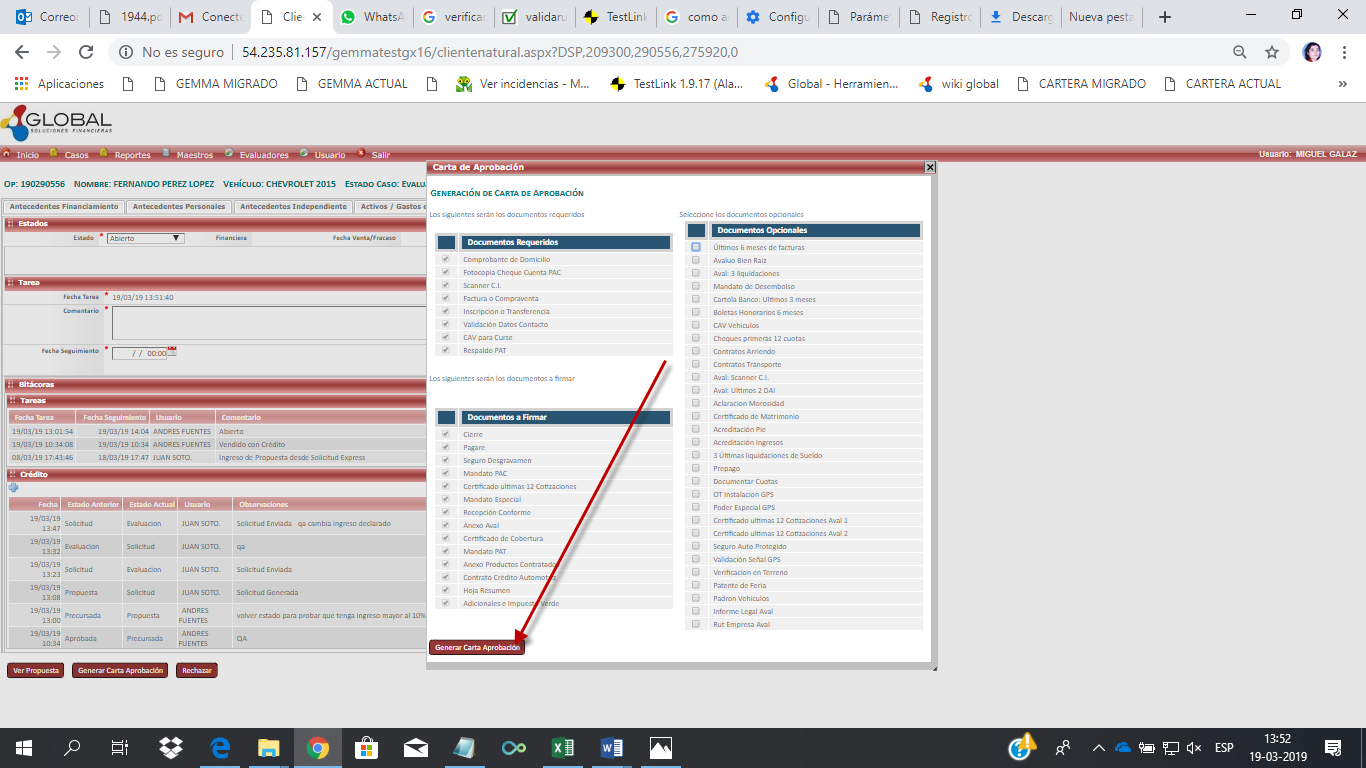 Correo:
1944.pd
Conecta
Clien
WhatsA
verificar
validaru
TestLink
como a
Configu
Paráme
Registro
Descarg
Nueva pesta
No es seguro | 54.235.81.157/gemmatestgx16/clientenatural.aspx?DSP,209300,290556,275920,0
Aplicaciones
GEMMA MIGRADO
GEMMA ACTUAL
Ver incidencias - M...
TestLink 1.9.17 (Ala...
Global - Herramien...
wiki global
CARTERA MIGRADO
CARTERA ACTUAL
»
GLOBAL
SOLUCIONES FINANCIERAS
Inicio Casos Reportes Maestros Evaluadores Usuario Salir
Usuario: MIGUEL GALAZ
Op: 190290556 Nombre: FERNANDO PEREZ LOPEZ Vehículo: CHEVROLET 2015 Estado Caso: Evalu
Antecedentes Financiamiento
Antecedentes Personales
Antecedentes Independiente
Activos / Gastos
Estados
Estado * Abierto
Financiera
Fecha Venta/Fracaso
Tarea
Fecha Tarea * 19/03/19 13:51:40
Comentario *
Fecha Seguimiento * / / 00:00
Bitácoras
Tareas
Fecha Tarea Fecha Seguimiento Usuario Comentario
19/03/19 13:01:54 19/03/19 14:04 ANDRES FUENTES Abierto
19/03/19 10:34:08 19/03/19 10:34 ANDRES FUENTES Vendido con Crédito
08/03/19 17:43:46 18/03/19 17:47 JUAN SOTO. Ingreso de Propuesta desde Solicitud Express
Crédito
Fecha Estado Anterior Estado Actual Usuario Observaciones
19/03/19 13:47 Solicitud Evaluacion JUAN SOTO. Solicitud Enviada - qa cambia ingreso declarado
19/03/19 13:32 Evaluacion Solicitud JUAN SOTO. qa
19/03/19 13:23 Solicitud Evaluacion JUAN SOTO. Solicitud Enviada
19/03/19 13:08 Propuesta Solicitud JUAN SOTO. Solicitud Generada
19/03/19 13:00 Precursada Propuesta ANDRES FUENTES volver estado para probar que tenga ingreso mayor al 10%
19/03/19 10:34 Aprobada Precursada ANDRES FUENTES QA
Ver Propuesta
Generar Carta Aprobación
Rechazar
Carta de Aprobación
Generación de Carta de Aprobación
Los siguientes serán los documentos requeridos
Documentos Requeridos
Comprobante de Domicilio
Fotocopia Cheque Cuenta PAC
Scanner C.I.
Factura o Compraventa
Inscripcion o Transferencia
Validación Datos Contacto
CAV para Curse
Respaldo PAT
Los siguientes serán los documentos a firmar
Documentos a Firmar
Cierre
Pagare
Seguro Desgravamen
Mandato PAC
Certificado ultimas 12 Cotizaciones
Mandato Especial
Recepción Conforme
Anexo Aval
Certificado de Cobertura
Mandato PAT
Anexo Productos Contratados
Contrato Crédito Automotriz
Hoja Resumen
Adicionales e Impuesto Verde
Generar Carta Aprobación
Seleccione los documentos opcionales
Documentos Opcionales
Últimos 6 meses de facturas
Avaluo Bien Raiz
Aval: 3 liquidaciones
Mandato de Desembolso
Cartola Banco: Ultimos 3 meses
Boletas Honorarios 6 meses
CAV Vehiculos
Cheques primeras 12 cuotas
Contratos Arriendo
Contratos Transporte
Aval: Scanner C.I.
Aval: Ultimos 2 DAI
Aclaracion Morosidad
Certificado de Matrimonio
Acreditación Pie
Acreditación Ingresos
3 Últimas liquidaciones de Sueldo
Prepago
Documentar Cuotas
OT Instalacion GPS
Poder Especial GPS
Certificado ultimas 12 Cotizaciones Aval 1
Certificado ultimas 12 Cotizaciones Aval 2
Seguro Auto Protegido
Validación Señal GPS
Verificacion en Terreno
Patente de Feria
Padron Vehiculos
Informe Legal Aval
Rut Empresa Aval
ESP
13:52
19-03-2019